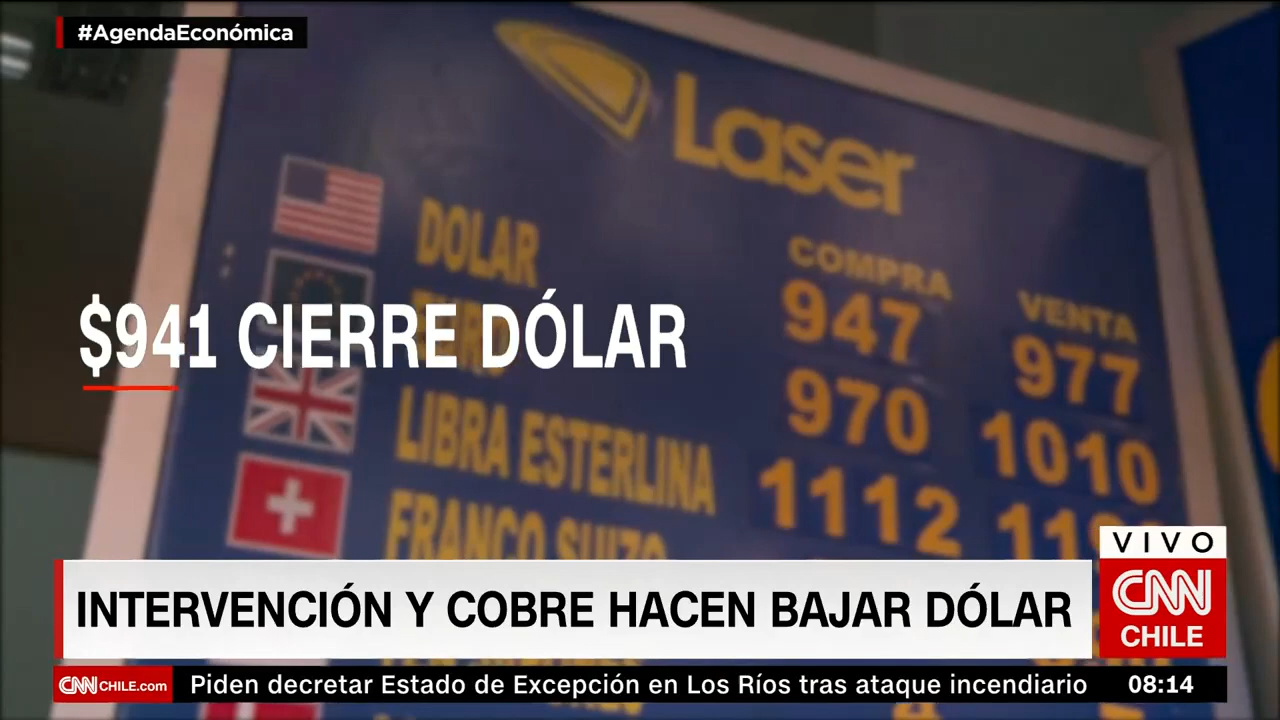 #AgendaEconómica
Laser
COMPRA
VENTA
DOLAR 947 977
$941 CIERRE DÓLAR
970 1010
LIBRA ESTERLINA 1112
FRANCO SUIZO
INTERVENCIÓN Y COBRE HACEN BAJAR DÓLAR
VIVO
CNN
CHILE
CNNCHILE.com Piden decretar Estado de Excepción en Los Ríos tras ataque incendiario 08:14